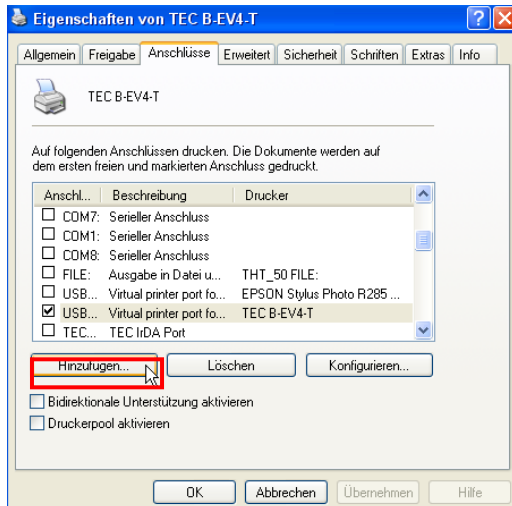 Eigenschaften von TEC B-EV4-T
Allgemein Freigabe Anschlüsse Erweitert Sicherheit Schriften Extras Info
TEC B-EV4-T
Auf folgenden Anschlüssen drucken. Die Dokumente werden auf
dem ersten freien und markierten Anschluss gedruckt.
Anschl... Beschreibung Drucker
COM7: Serieller Anschluss
COM1: Serieller Anschluss
COM8: Serieller Anschluss
FILE: Ausgabe in Datei u... THT_50 FILE:
USB... Virtual printer port fo... EPSON Stylus Photo R285 ...
USB... Virtual printer port fo... TEC B-EV4-T
TEC... TEC IrDA Port
Hinzufügen... Löschen Konfigurieren...
Bidirektionale Unterstützung aktivieren
Druckerpool aktivieren
OK Abbrechen Übernehmen Hilfe